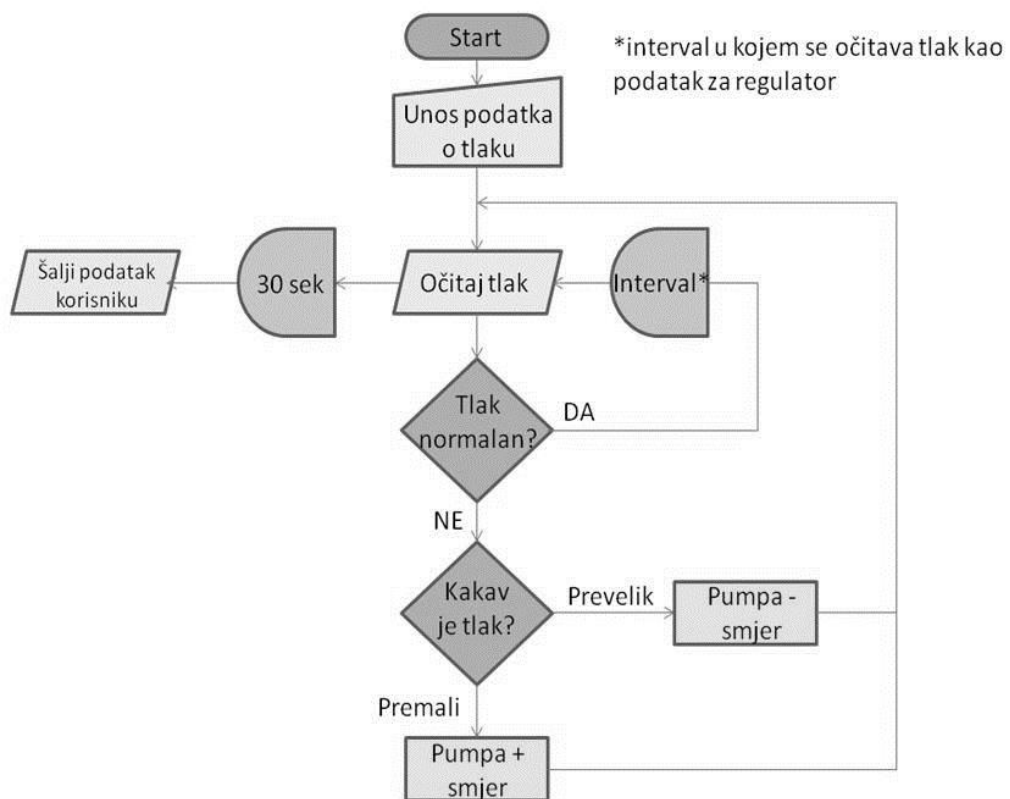 Start
*interval u kojem se očitava tlak kao
podatak za regulator
Unos podatka
o tlaku
Šalji podatak
korisniku
30 sek
Očitaj tlak
Interval*
Tlak
normalan?
DA
NE
Kakav
je tlak?
Prevelik
Pumpa -
smjer
Premali
Pumpa +
smjer